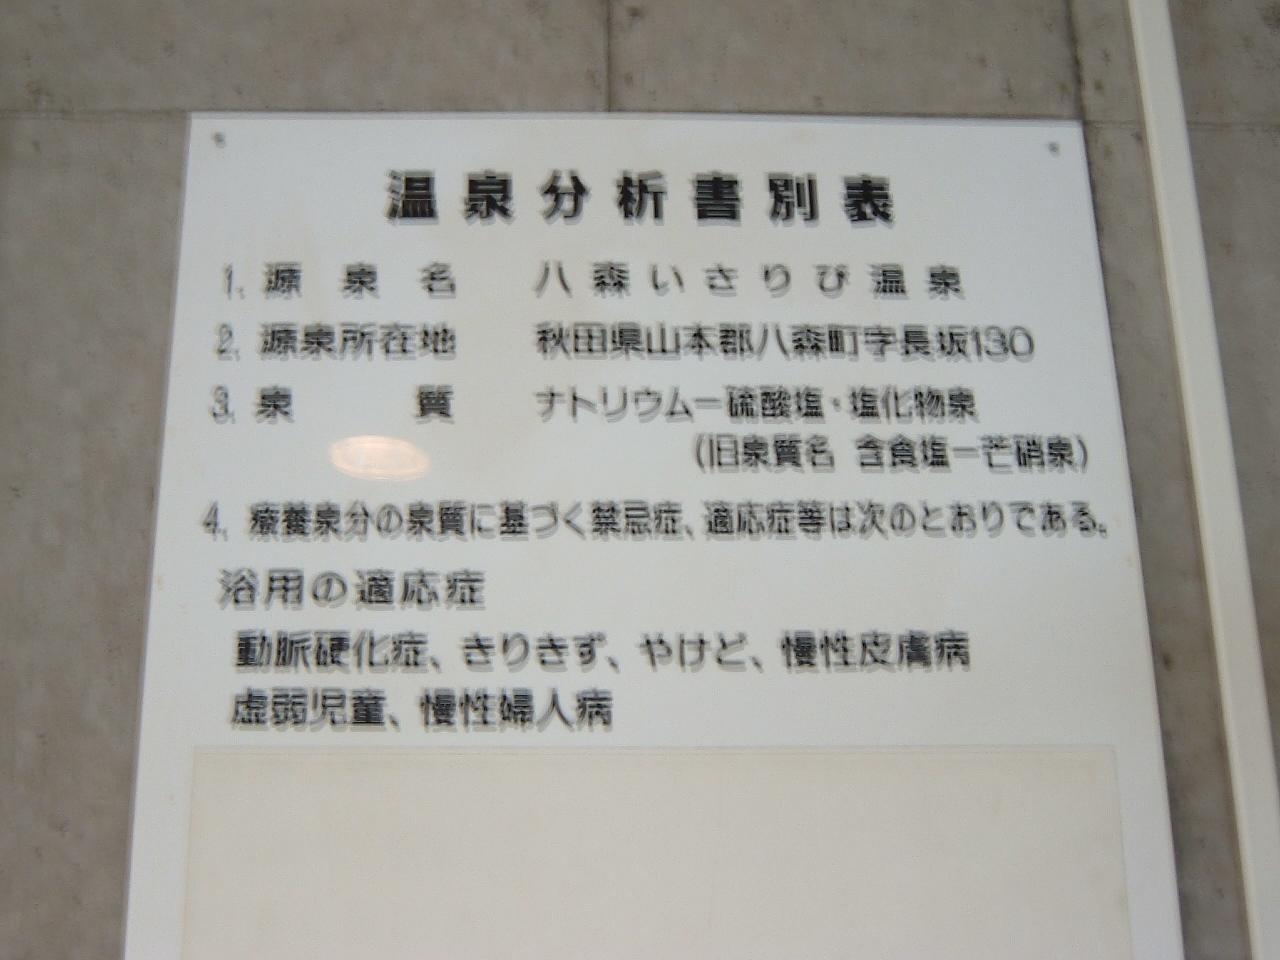 温泉分析書別表
1. 源泉名 八森いさりび温泉
2. 源泉所在地 秋田県山本郡八森町字長坂130
3. 泉質 ナトリウムー硫酸塩・塩化物泉
(旧泉質名 含食塩ー芒硝泉)
4. 療養泉分の泉質に基づく禁忌症、適応症等は次のとおりである。
浴用の適応症
動脈硬化症、きりきず、やけど、慢性皮膚病
虚弱児童、慢性婦人病